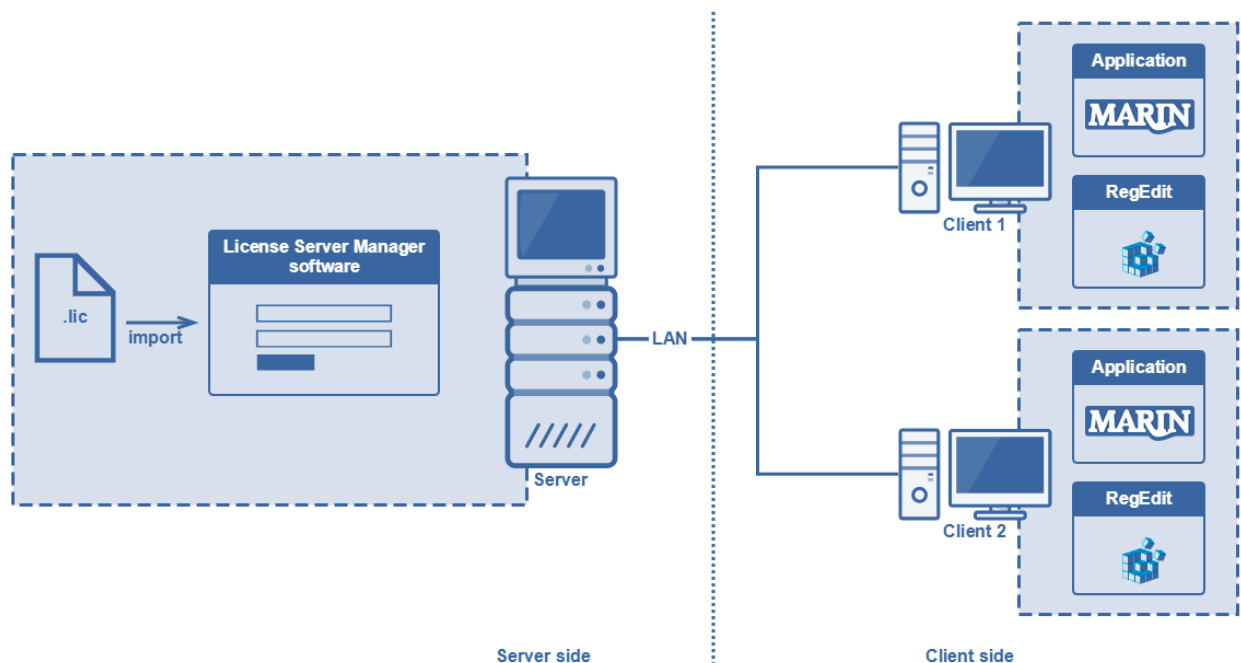 .lic
import
License Server Manager
software
Server
LAN
Client 1
Application
MARIN
RegEdit
Client 2
Application
MARIN
RegEdit
Server side
Client side